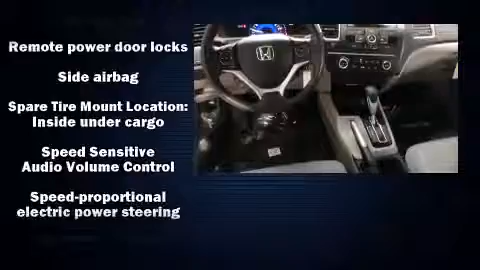 Remote power door locks
Side airbag
Spare Tire Mount Location:
Inside under cargo
Speed Sensitive
Audio Volume Control
Speed-proportional
electric power steering